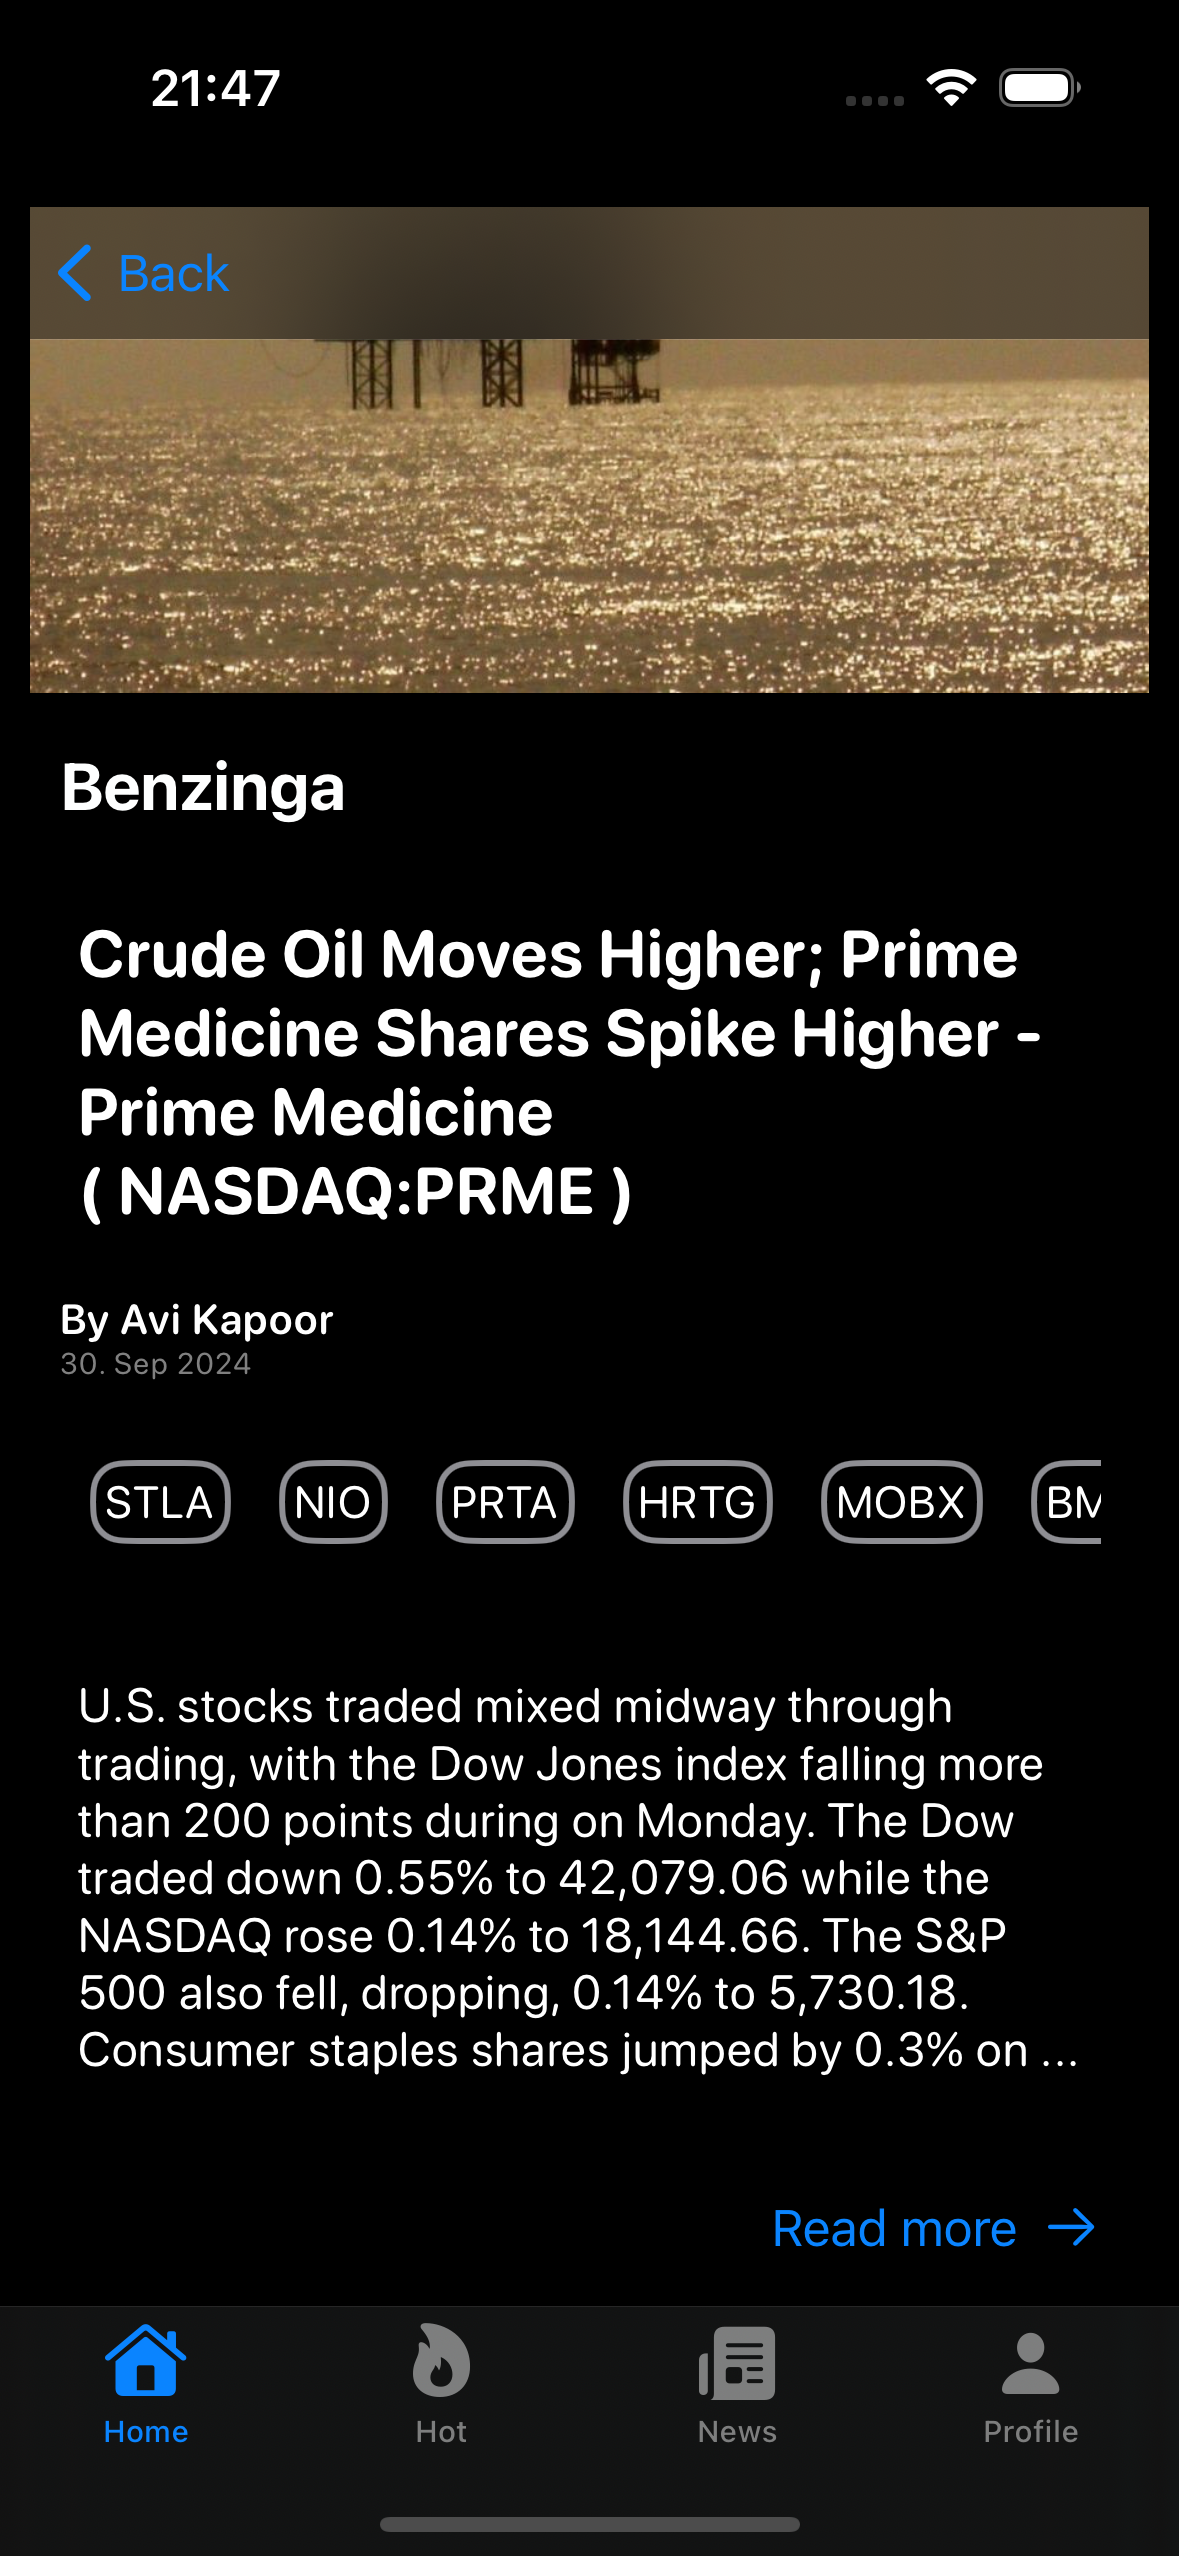 21:47
Back
Benzinga
Crude Oil Moves Higher; Prime
Medicine Shares Spike Higher -
Prime Medicine
( NASDAQ:PRME )
By Avi Kapoor
30. Sep 2024
STLA NIO PRTA HRTG MOBX BM
U.S. stocks traded mixed midway through
trading, with the Dow Jones index falling more
than 200 points during on Monday. The Dow
traded down 0.55% to 42,079.06 while the
NASDAQ rose 0.14% to 18,144.66. The S&P
500 also fell, dropping, 0.14% to 5,730.18.
Consumer staples shares jumped by 0.3% on ...
Read more →
Home Hot News Profile